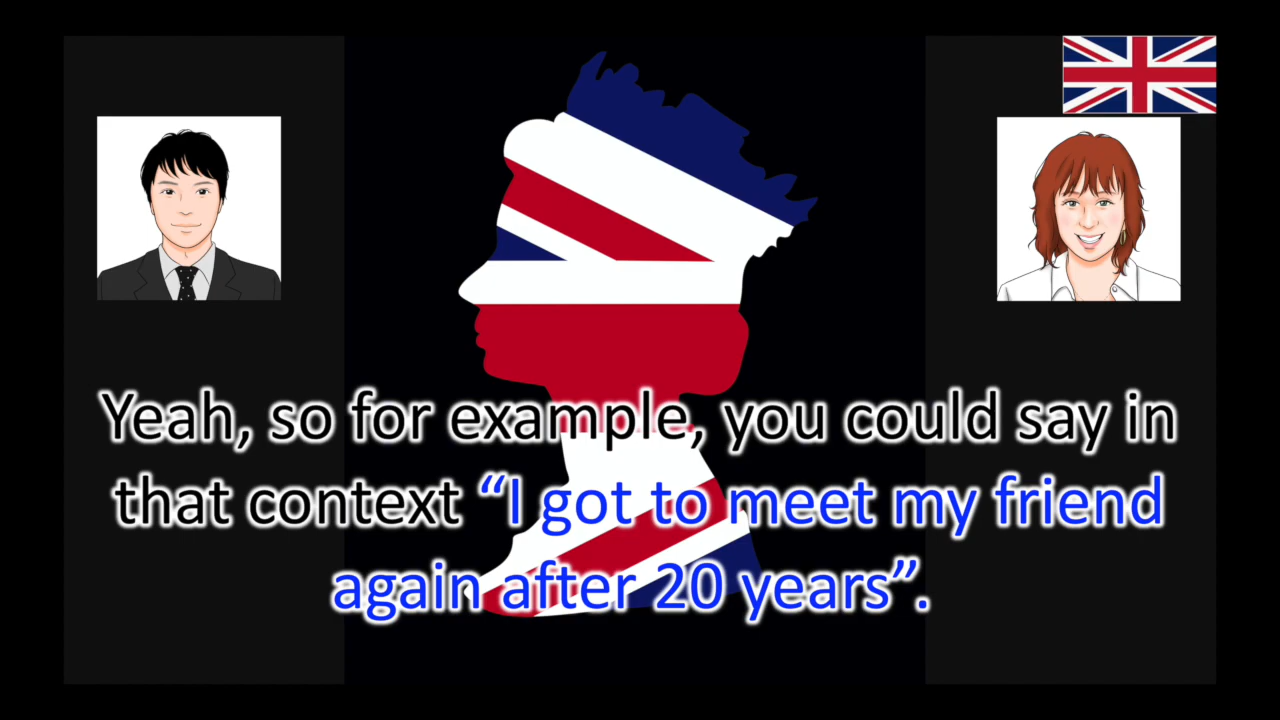 Yeah, so for example, you could say in
that context “I got to meet my friend
again after 20 years”.